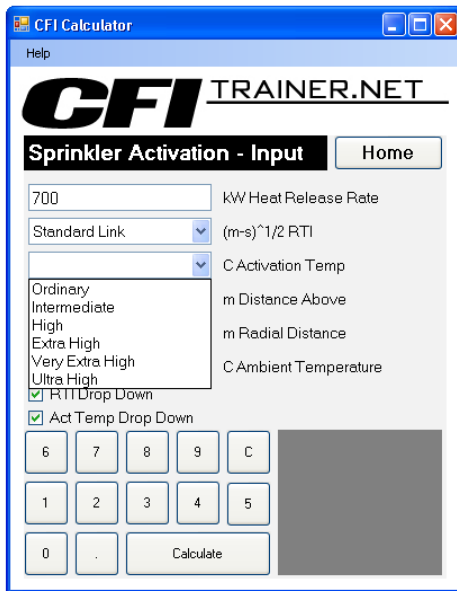 CFI Calculator
Help
CFI TRAINER.NET
Sprinkler Activation - Input Home
700 kW Heat Release Rate
Standard Link (m-s)^1/2 RTI
C Activation Temp
Ordinary
Intermediate
High
Extra High
Very Extra High
Ultra High
m Distance Above
m Radial Distance
C Ambient Temperature
RTI Drop Down
Act Temp Drop Down
6 7 8 9 C
1 2 3 4 5
0 . Calculate